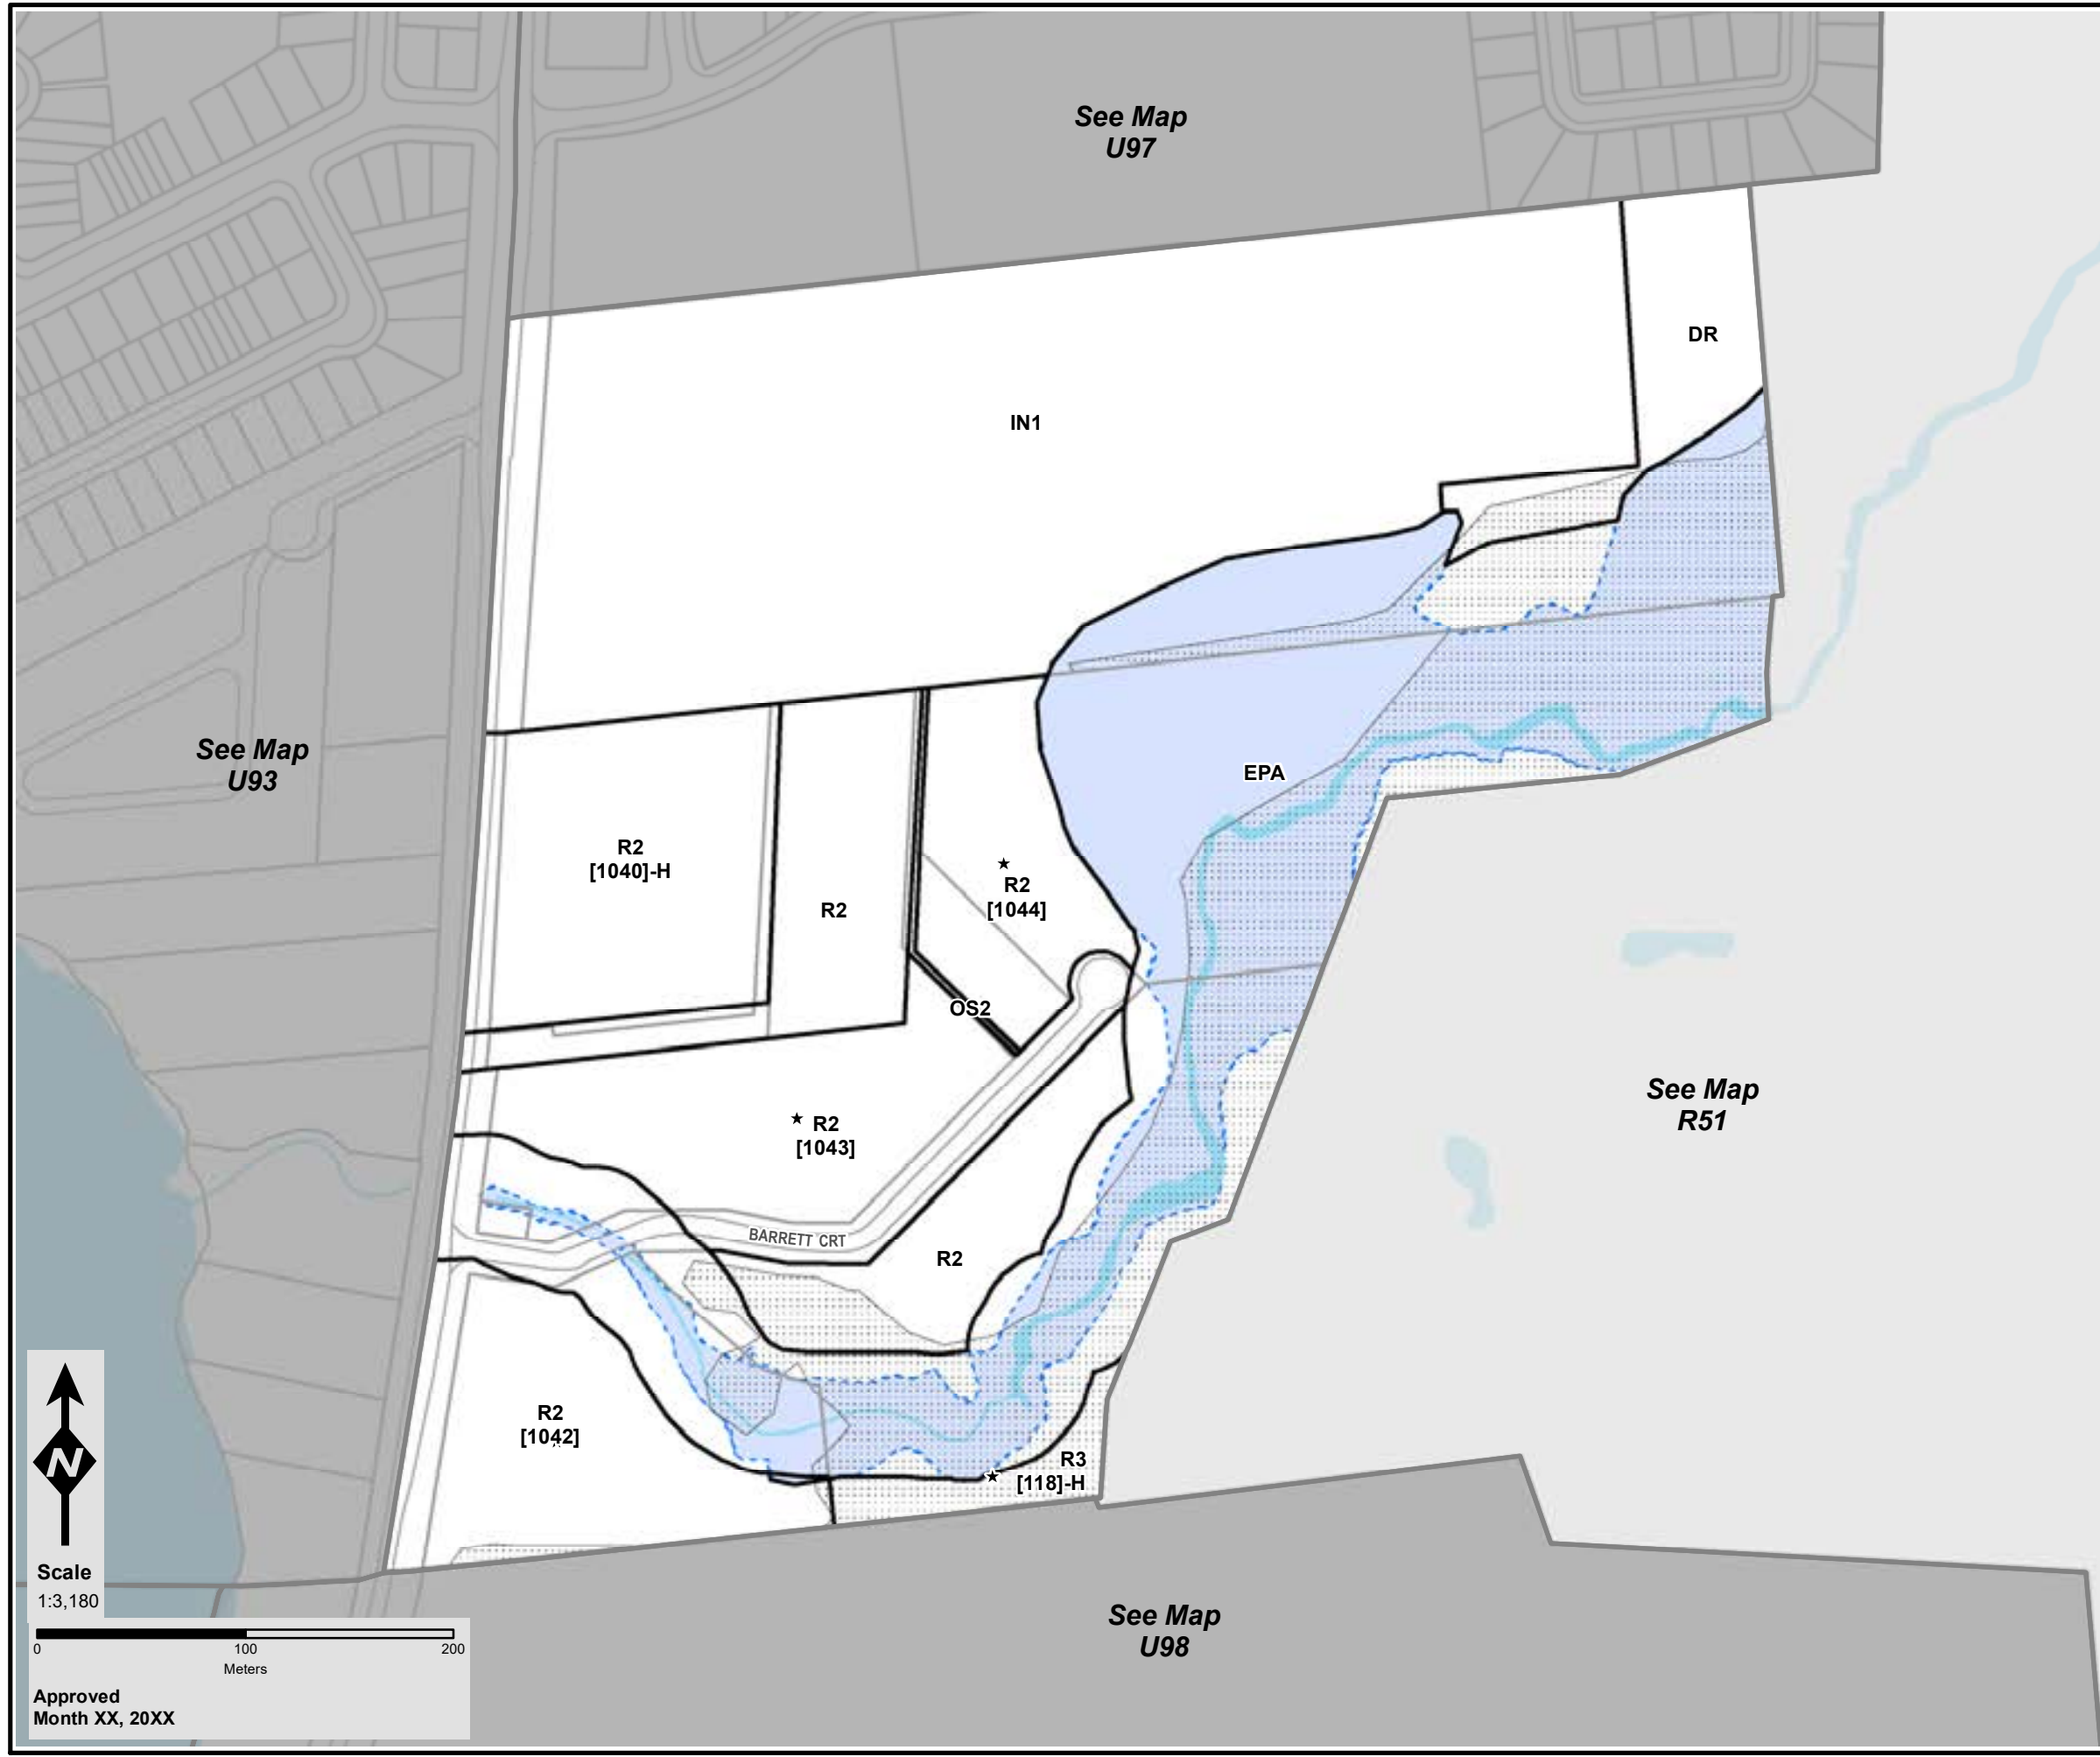 See Map
U97
DR
IN1
See Map
U93
EPA
R2
[1040]-H
R2
★
R2
[1044]
OS2
See Map
R51
★ R2
[1043]
BARRETT CRT
R2
R2
[1042]
R3
★ [118]-H
N
Scale
1:3,180
0 100 200
Meters
See Map
U98
Approved
Month XX, 20XX